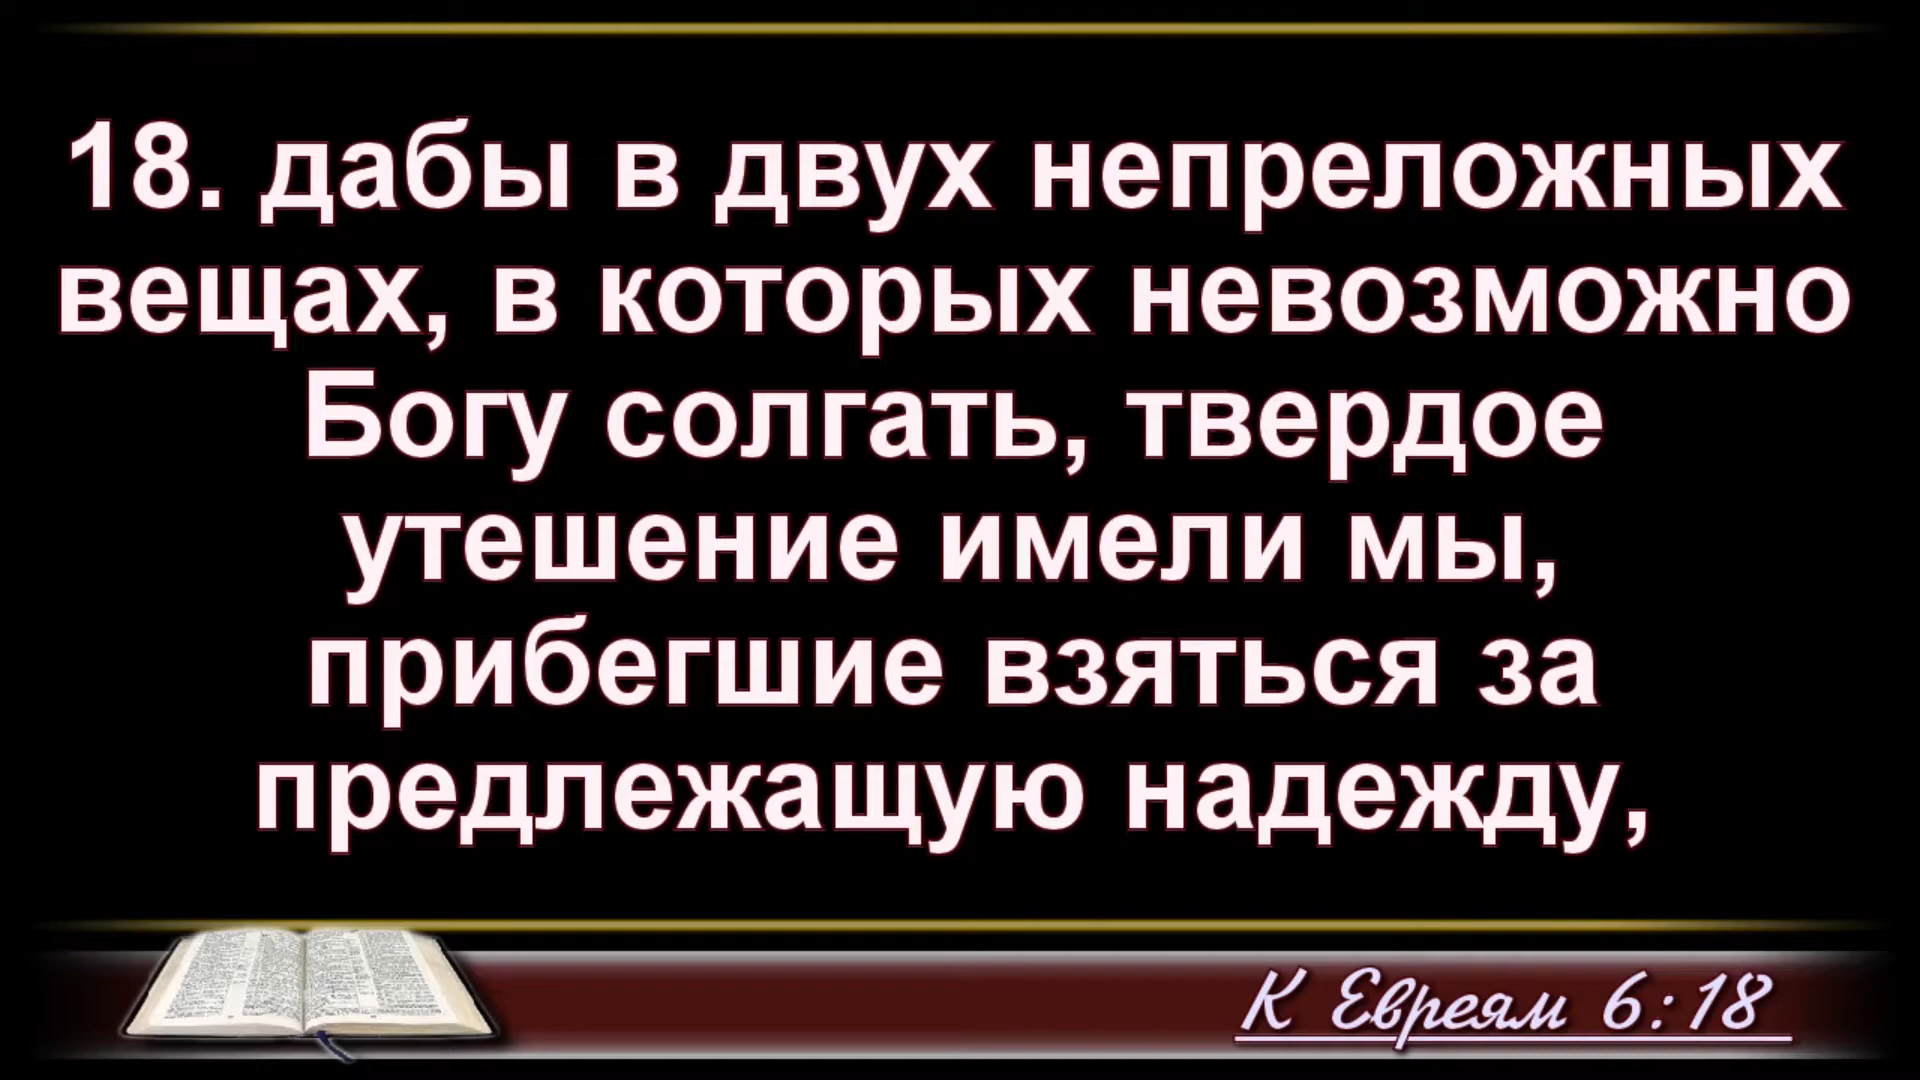 18. дабы в двух непреложных
вещах, в которых невозможно
Богу солгать, твердое
утешение имели мы,
прибегшие взяться за
предлежащую надежду,
К Евреям 6:18